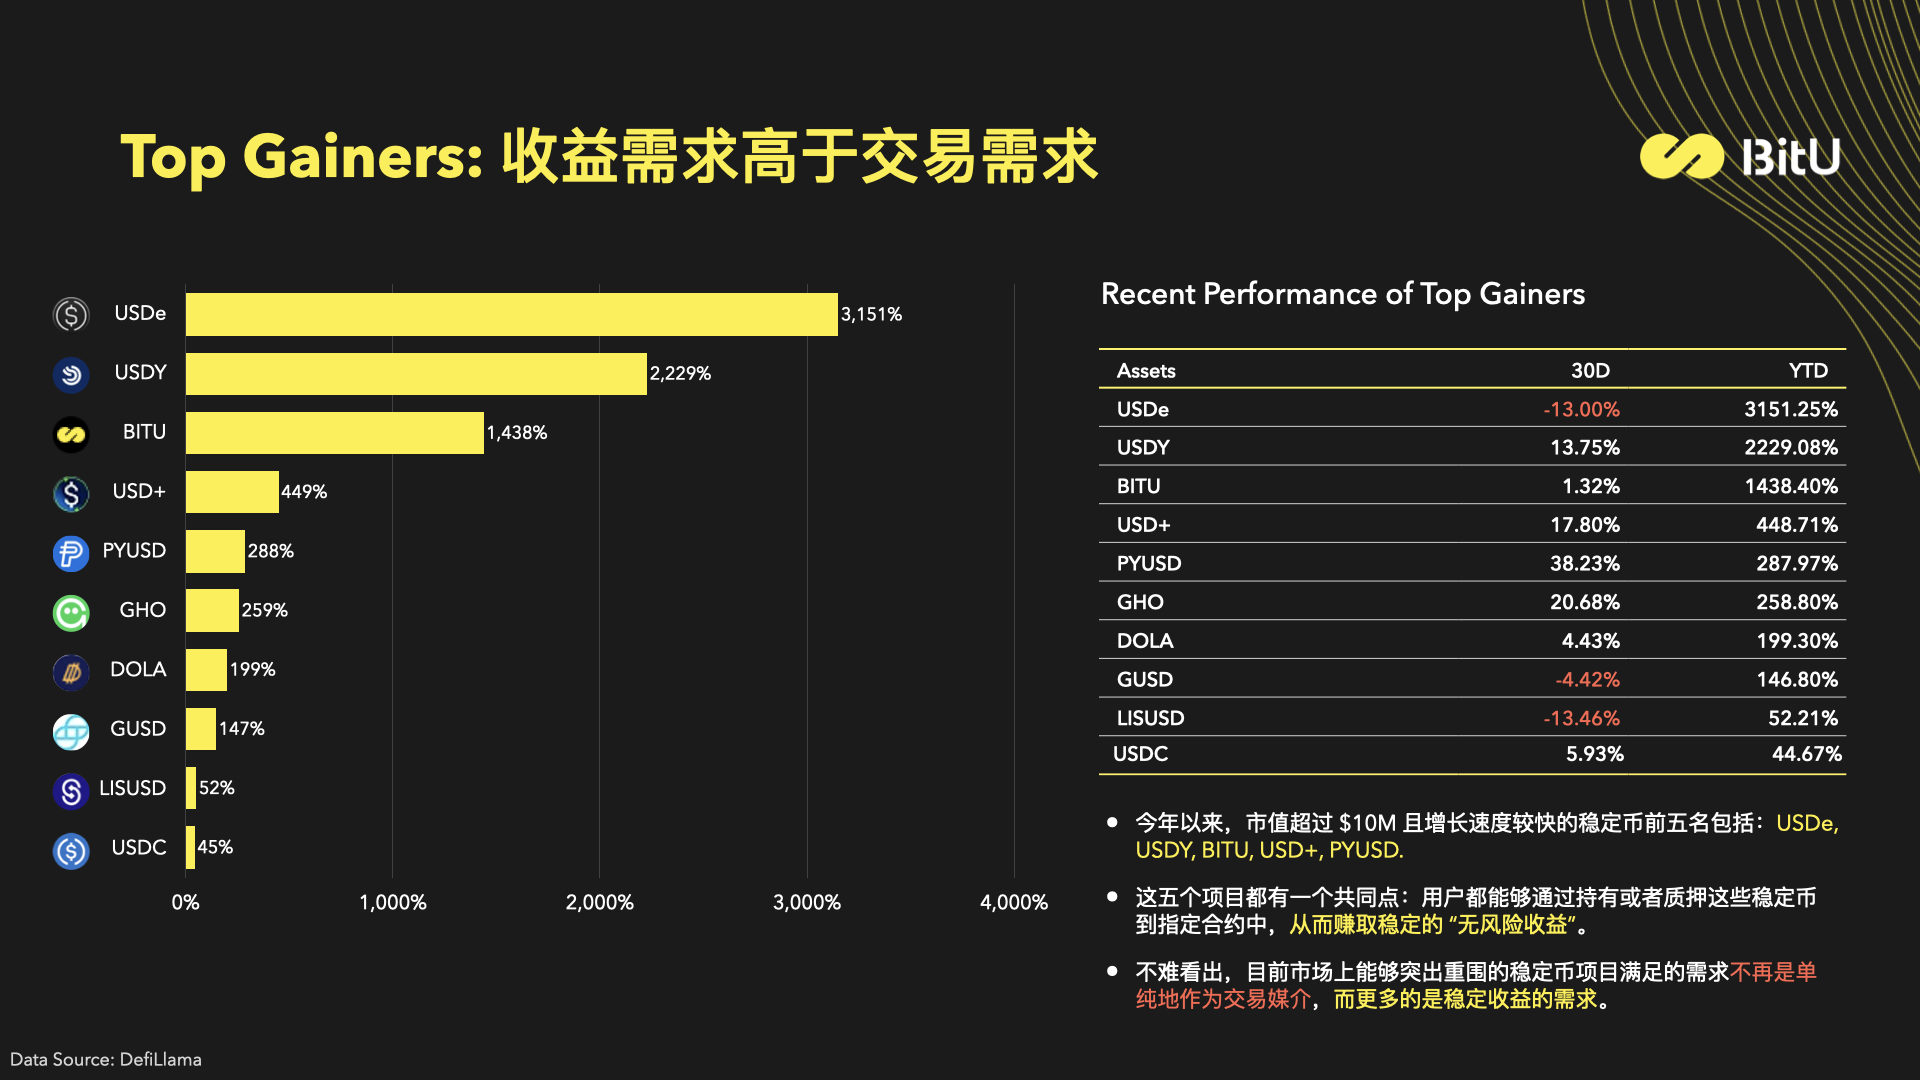 Top Gainers: 收益需求高于交易需求
BitU
USDe
3,151%
USDY
2,229%
BITU
1,438%
USD+
449%
PYUSD
288%
GHO
259%
DOLA
199%
GUSD
147%
LISUSD
52%
USDC
45%
0% 1,000% 2,000% 3,000% 4,000%
Recent Performance of Top Gainers
Assets 30D YTD
USDe -13.00% 3151.25%
USDY 13.75% 2229.08%
BITU 1.32% 1438.40%
USD+ 17.80% 448.71%
PYUSD 38.23% 287.97%
GHO 20.68% 258.80%
DOLA 4.43% 199.30%
GUSD -4.42% 146.80%
LISUSD -13.46% 52.21%
USDC 5.93% 44.67%
● 今年以来，市值超过 $10M 且增长速度较快的稳定币前五名包括：USDe,
USDY, BITU, USD+, PYUSD.
● 这五个项目都有一个共同点：用户都能够通过持有或者质押这些稳定币
到指定合约中，从而赚取稳定的 “无风险收益”。
● 不难看出，目前市场上能够突出重围的稳定币项目满足的需求不再是单
纯地作为交易媒介，而更多的是稳定收益的需求。
Data Source: DefiLlama